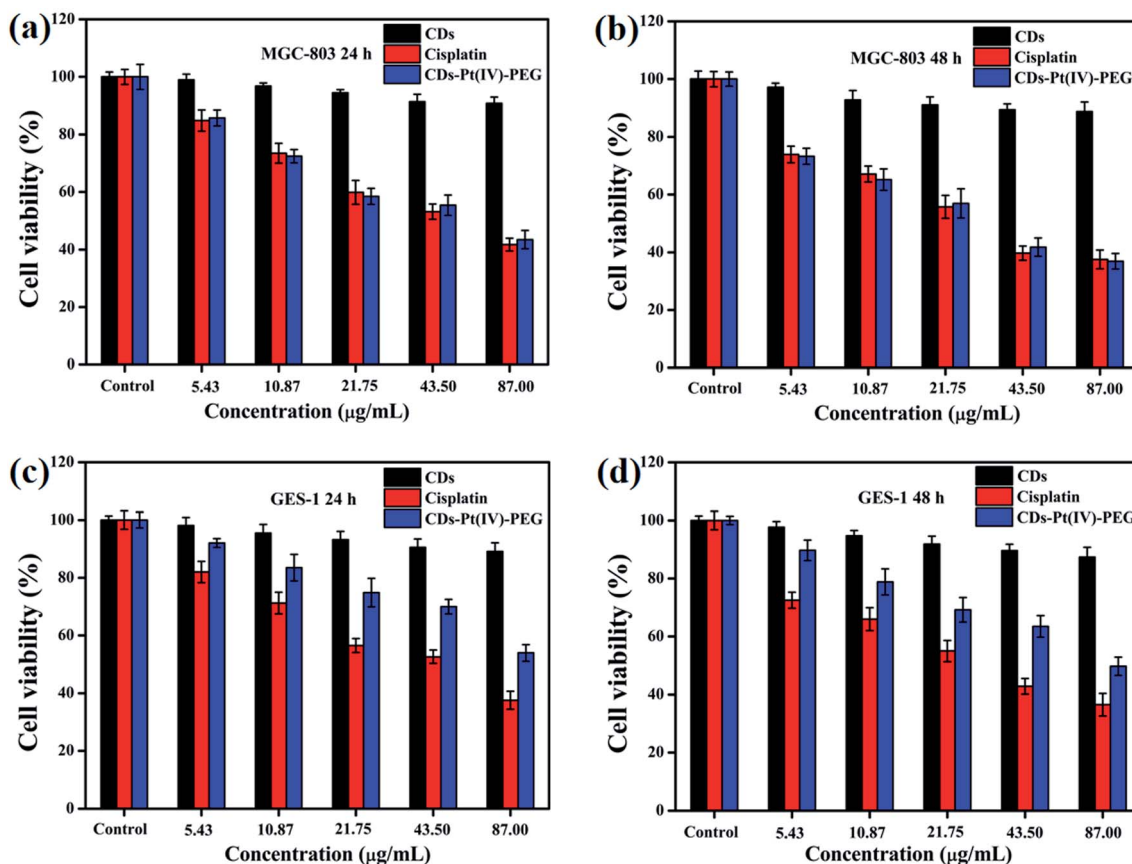 (a)
MGC-803 24 h
CDs
Cisplatin
CDs-Pt(IV)-PEG
Cell viability (%)
120
100
80
60
40
20
0
Control 5.43 10.87 21.75 43.50 87.00
Concentration (μg/mL)
(b)
MGC-803 48 h
CDs
Cisplatin
CDs-Pt(IV)-PEG
Cell viability (%)
120
100
80
60
40
20
0
Control 5.43 10.87 21.75 43.50 87.00
Concentration (μg/mL)
(c)
GES-1 24 h
CDs
Cisplatin
CDs-Pt(IV)-PEG
Cell viability (%)
120
100
80
60
40
20
0
Control 5.43 10.87 21.75 43.50 87.00
Concentration (μg/mL)
(d)
GES-1 48 h
CDs
Cisplatin
CDs-Pt(IV)-PEG
Cell viability (%)
120
100
80
60
40
20
0
Control 5.43 10.87 21.75 43.50 87.00
Concentration (μg/mL)